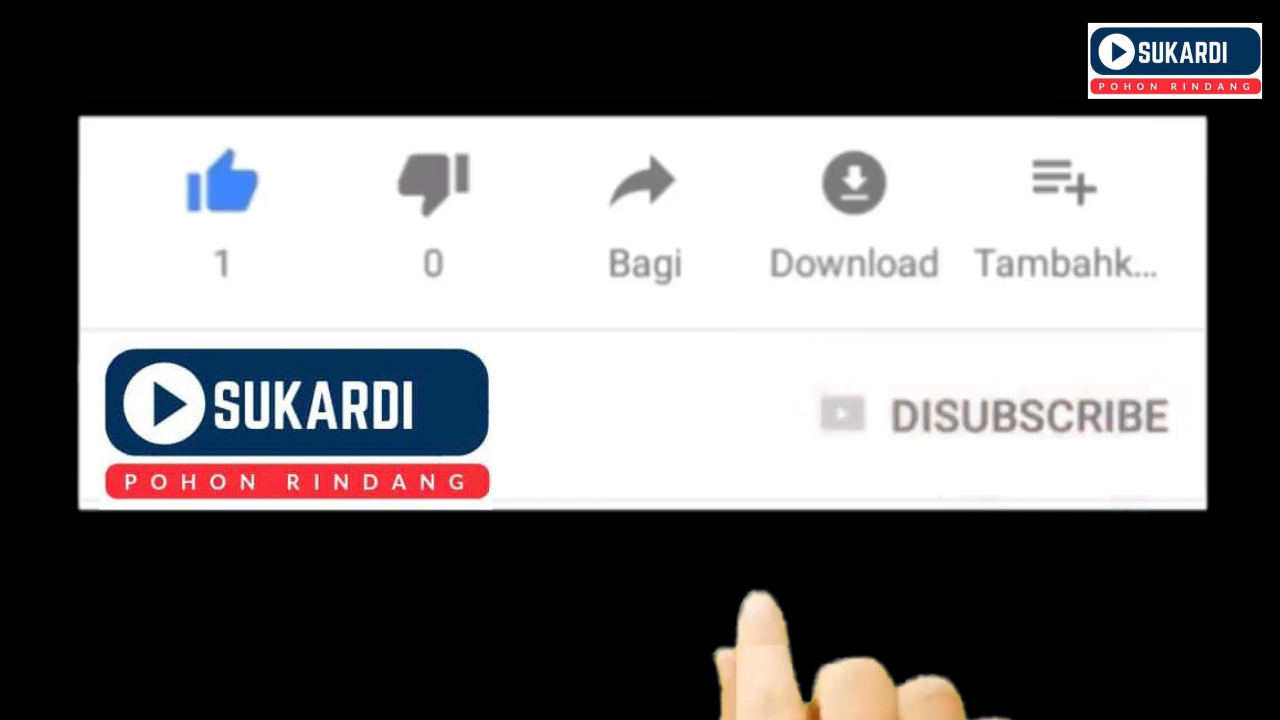 SUKARDI
POHON RINDANG
1
0
Bagi
Download
Tambahk...
SUKARDI
POHON RINDANG
DISUBSCRIBE